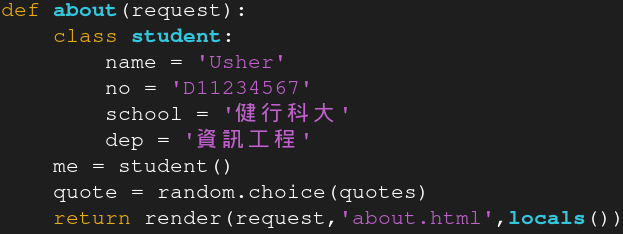 def about(request):
    class student:
        name = 'Usher'
        no = 'D11234567'
        school = '健行科大'
        dep = '資訊工程'
    me = student()
    quote = random.choice(quotes)
    return render(request,'about.html',locals())